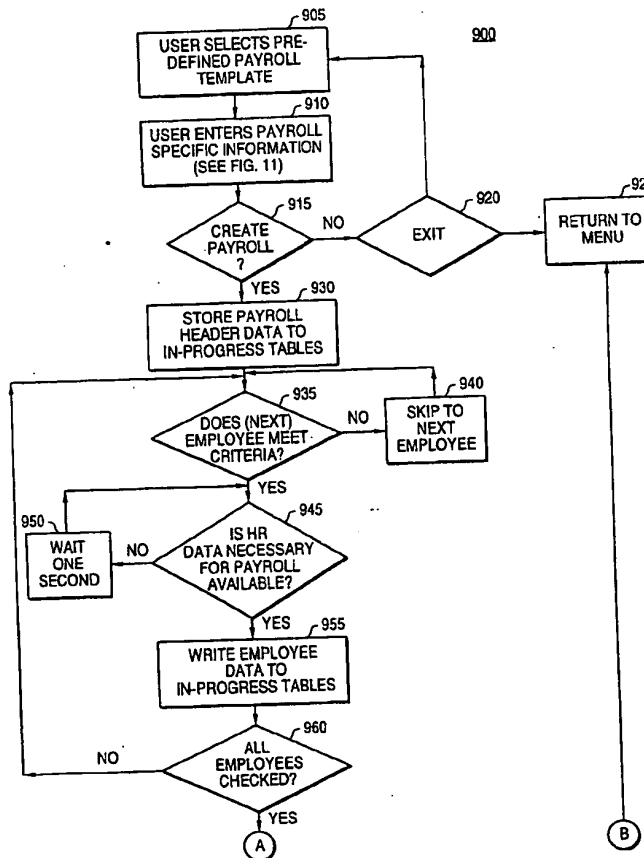 905
900
USER SELECTS PRE-
DEFINED PAYROLL
TEMPLATE
910
USER ENTERS PAYROLL
SPECIFIC INFORMATION
(SEE FIG. 11)
915
CREATE
PAYROLL
?
NO
920
EXIT
RETURN TO
MENU
YES
930
STORE PAYROLL
HEADER DATA TO
IN-PROGRESS TABLES
935
DOES (NEXT)
EMPLOYEE MEET
CRITERIA?
NO
940
SKIP TO
NEXT
EMPLOYEE
YES
945
IS HR
DATA NECESSARY
FOR PAYROLL
AVAILABLE?
NO
950
WAIT
ONE
SECOND
YES
955
WRITE EMPLOYEE
DATA TO
IN-PROGRESS TABLES
960
ALL
EMPLOYEES
CHECKED?
NO
YES
A
B